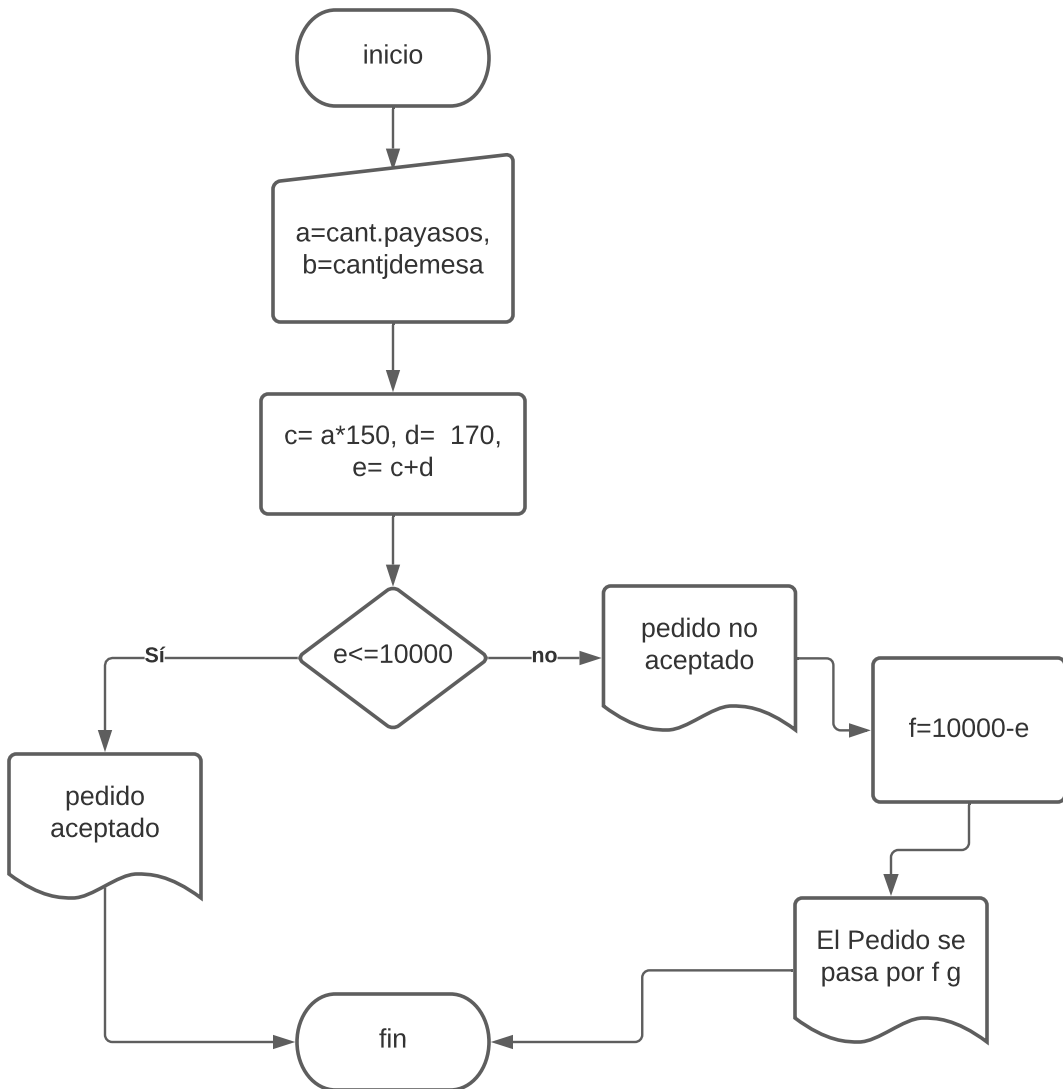 inicio
a=cant.payasos,
b=cantjdemesa
c= a*150, d=  170,
e= c+d
e<=10000
Sí
no
pedido no
aceptado
f=10000-e
pedido
aceptado
El Pedido se
pasa por f g
fin